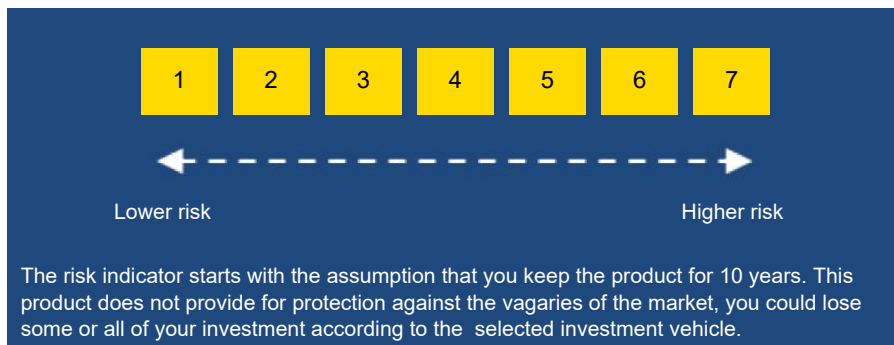 1 2 3 4 5 6 7
Lower risk Higher risk
The risk indicator starts with the assumption that you keep the product for 10 years. This
product does not provide for protection against the vagaries of the market, you could lose
some or all of your investment according to the  selected investment vehicle.